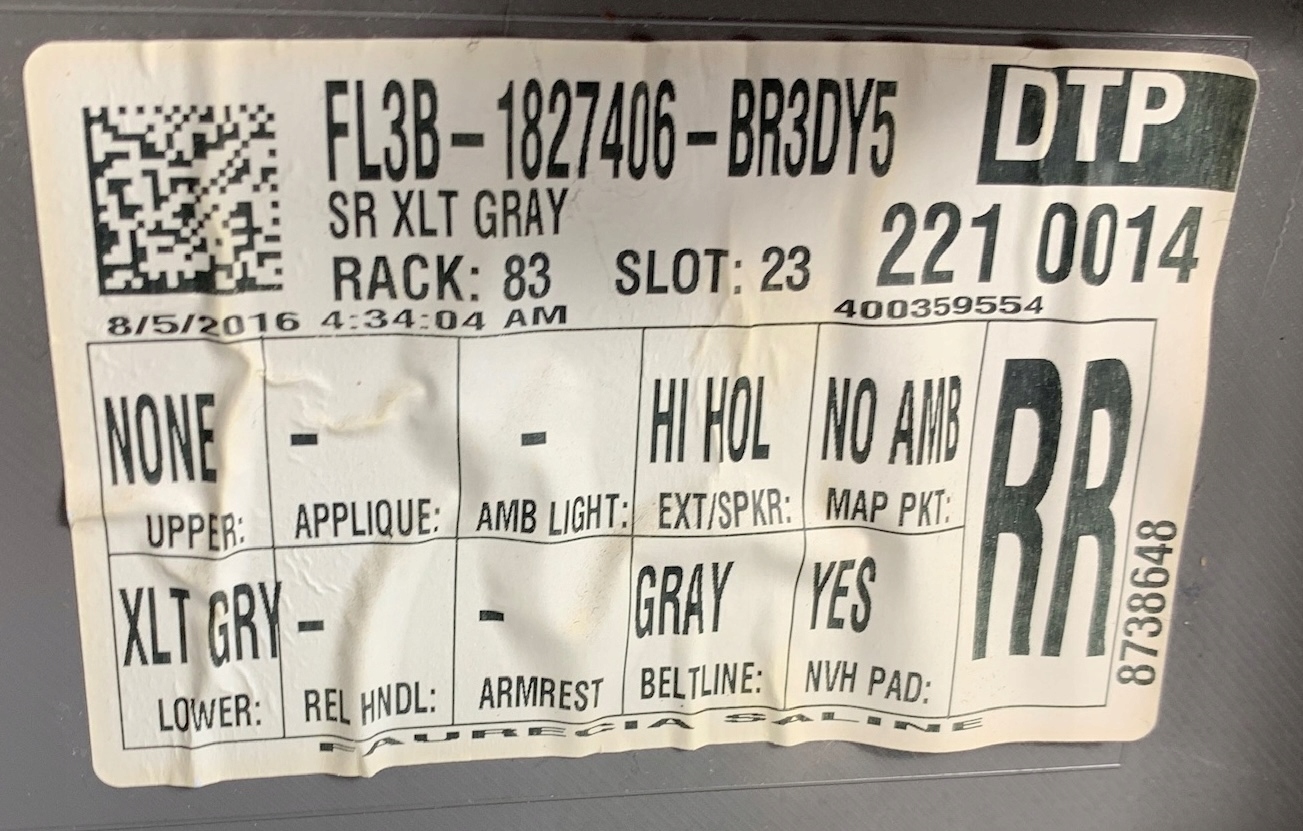 FL3B-1827406-BR3DY5
DTP
SR XLT GRAY
221 0014
RACK: 83 SLOT: 23
8/5/2016 4:34:04 AM
400359554
NONE - - HI HOL NO AMB
UPPER: APPLIQUE: AMB LIGHT: EXT/SPKR: MAP PKT:
RR
8738648
XLT GRY - - GRAY YES
LOWER: REL HNDL: ARMREST BELTLINE: NVH PAD:
FAURECIA SALINE